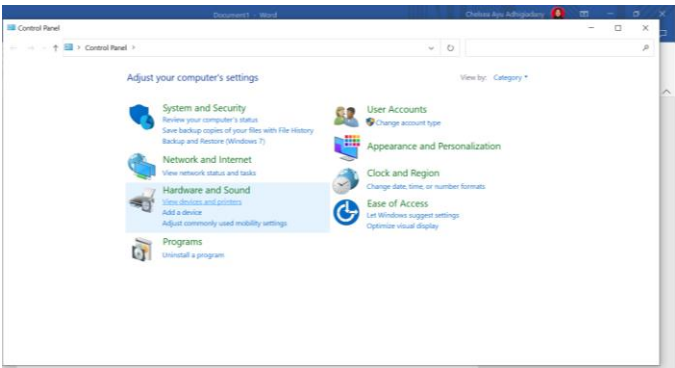 Document1 - Word
Chelsea Ayu Adhigiadany
Control Panel
Control Panel
Adjust your computer's settings
View by: Category
System and Security
Review your computer's status
Save backup copies of your files with File History
Backup and Restore (Windows 7)
Network and Internet
View network status and tasks
Hardware and Sound
View devices and printers
Add a device
Adjust commonly used mobility settings
Programs
Uninstall a program
User Accounts
Change account type
Appearance and Personalization
Clock and Region
Change date, time, or number formats
Ease of Access
Let Windows suggest settings
Optimize visual display